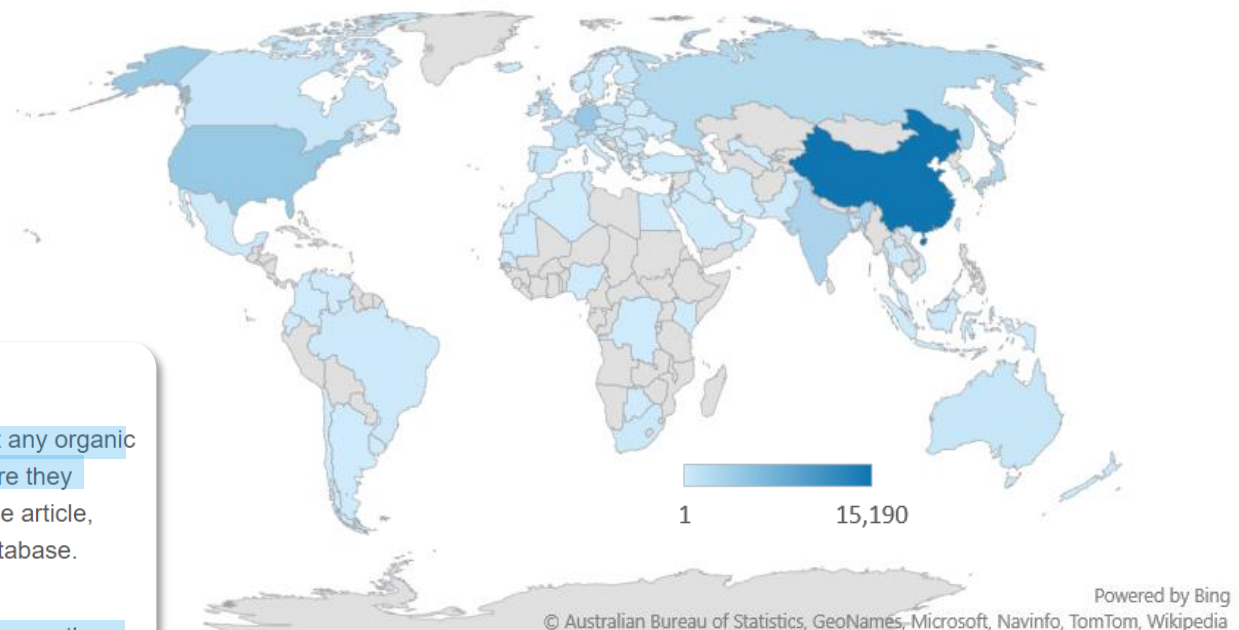 any organic
re they
e article,
tabase.
1
15,190
Powered by Bing
© Australian Bureau of Statistics, GeoNames, Microsoft, Navinfo, TomTom, Wikipedia